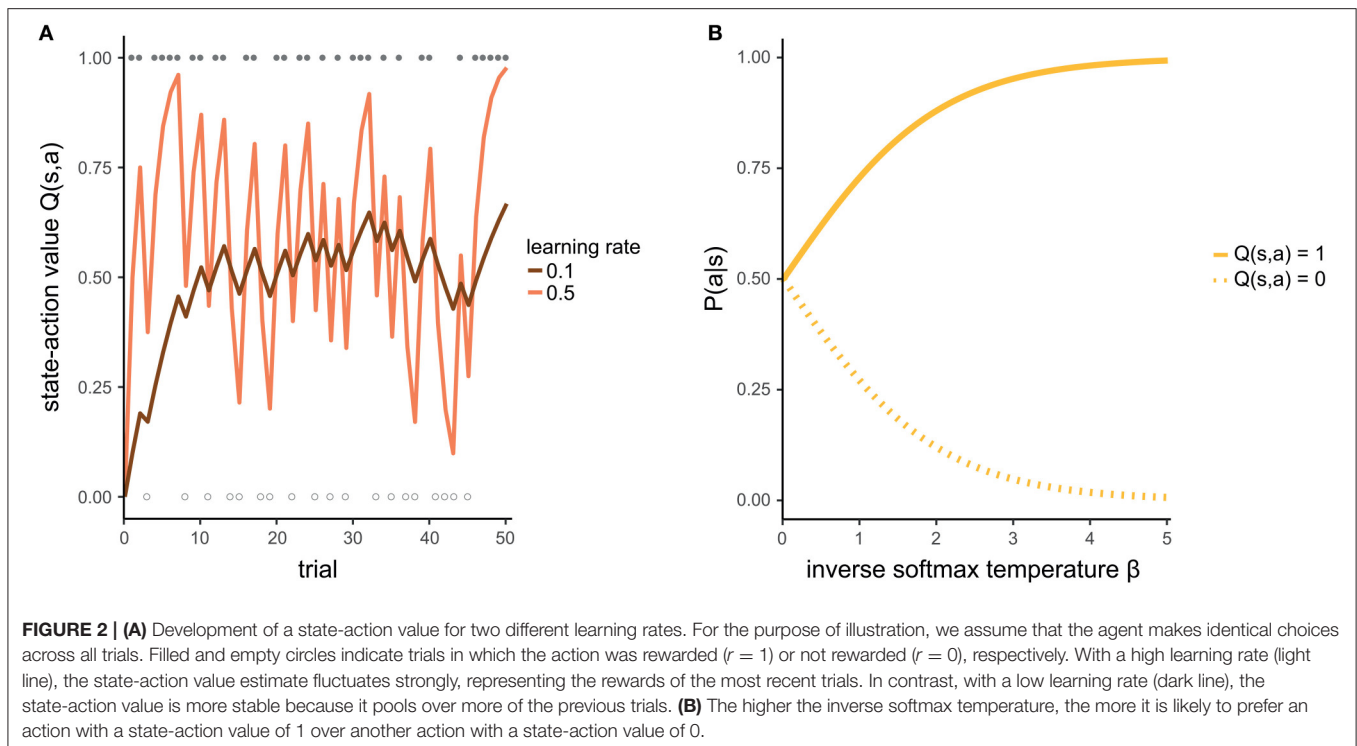 A
B
1.00
0.75
0.50
0.25
0.00
state-action value Q(s,a)
0 10 20 30 40 50
trial
learning rate
0.1
0.5
1.00
0.75
0.50
0.25
0.00
P(a|s)
0 1 2 3 4 5
inverse softmax temperature β
Q(s,a) = 1
Q(s,a) = 0
FIGURE 2 | (A) Development of a state-action value for two different learning rates. For the purpose of illustration, we assume that the agent makes identical choices
across all trials. Filled and empty circles indicate trials in which the action was rewarded (r = 1) or not rewarded (r = 0), respectively. With a high learning rate (light
line), the state-action value estimate fluctuates strongly, representing the rewards of the most recent trials. In contrast, with a low learning rate (dark line), the
state-action value is more stable because it pools over more of the previous trials. (B) The higher the inverse softmax temperature, the more it is likely to prefer an
action with a state-action value of 1 over another action with a state-action value of 0.